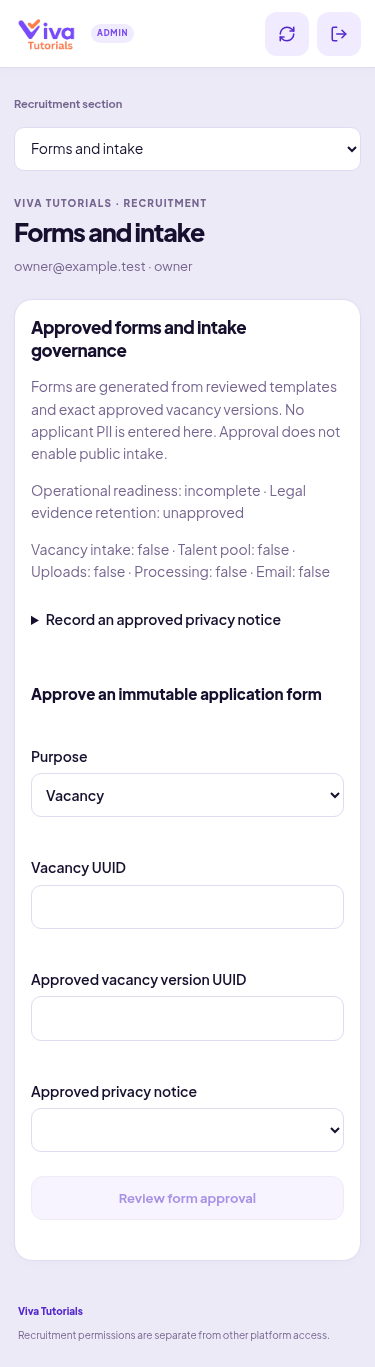 Viva
Tutorials
ADMIN
Recruitment section
Forms and intake
VIVA TUTORIALS · RECRUITMENT
Forms and intake
owner@example.test · owner
Approved forms and intake
governance
Forms are generated from reviewed templates
and exact approved vacancy versions. No
applicant PII is entered here. Approval does not
enable public intake.
Operational readiness: incomplete · Legal
evidence retention: unapproved
Vacancy intake: false · Talent pool: false ·
Uploads: false · Processing: false · Email: false
Record an approved privacy notice
Approve an immutable application form
Purpose
Vacancy
Vacancy UUID
Approved vacancy version UUID
Approved privacy notice
Review form approval
Viva Tutorials
Recruitment permissions are separate from other platform access.